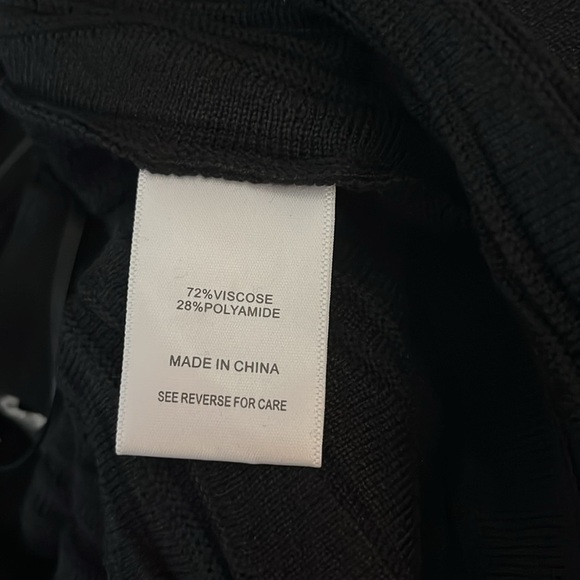 72%VISCOSE
28%POLYAMIDE
MADE IN CHINA
SEE REVERSE FOR CARE